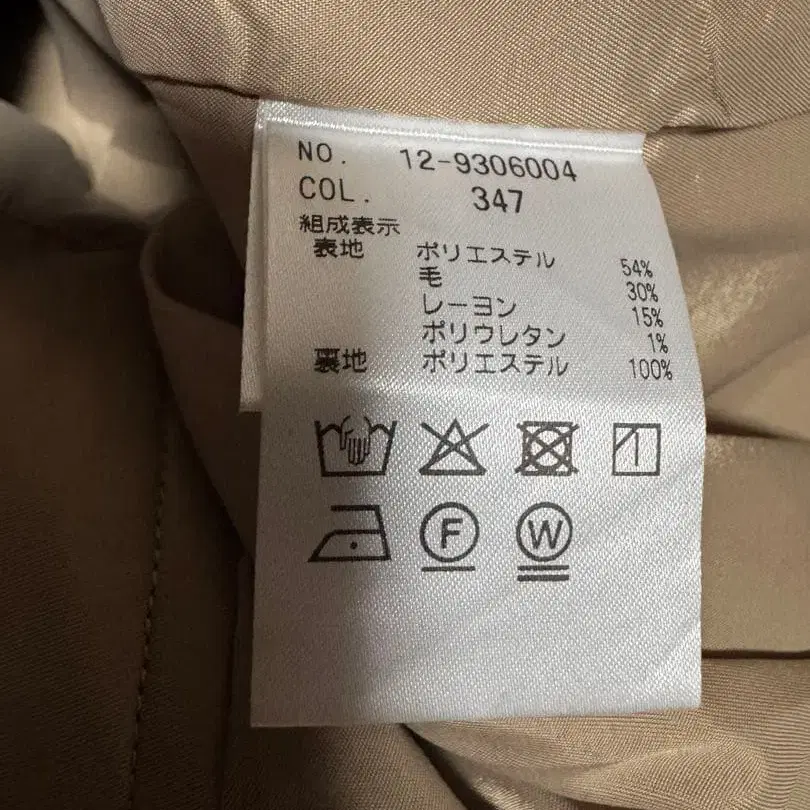 NO. 12-9306004
COL. 347
組成表示
表地 ポリエステル 54%
毛 30%
レーヨン 15%
ポリウレタン 1%
裏地 ポリエステル 100%
F W